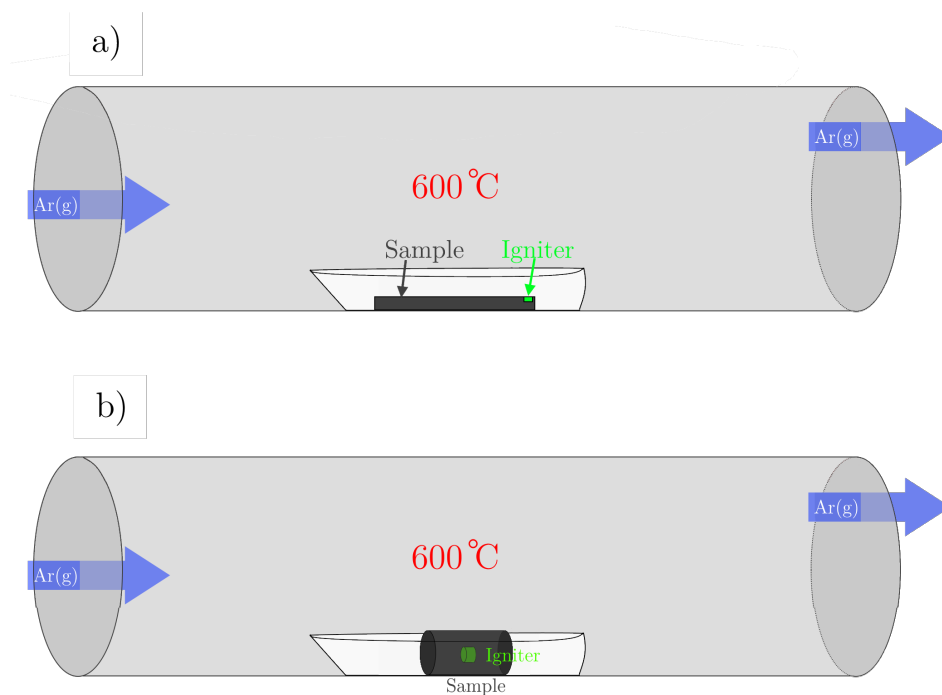 a)
Ar(g)
Ar(g)
600 °C
Sample
Igniter
b)
Ar(g)
Ar(g)
600 °C
Igniter
Sample